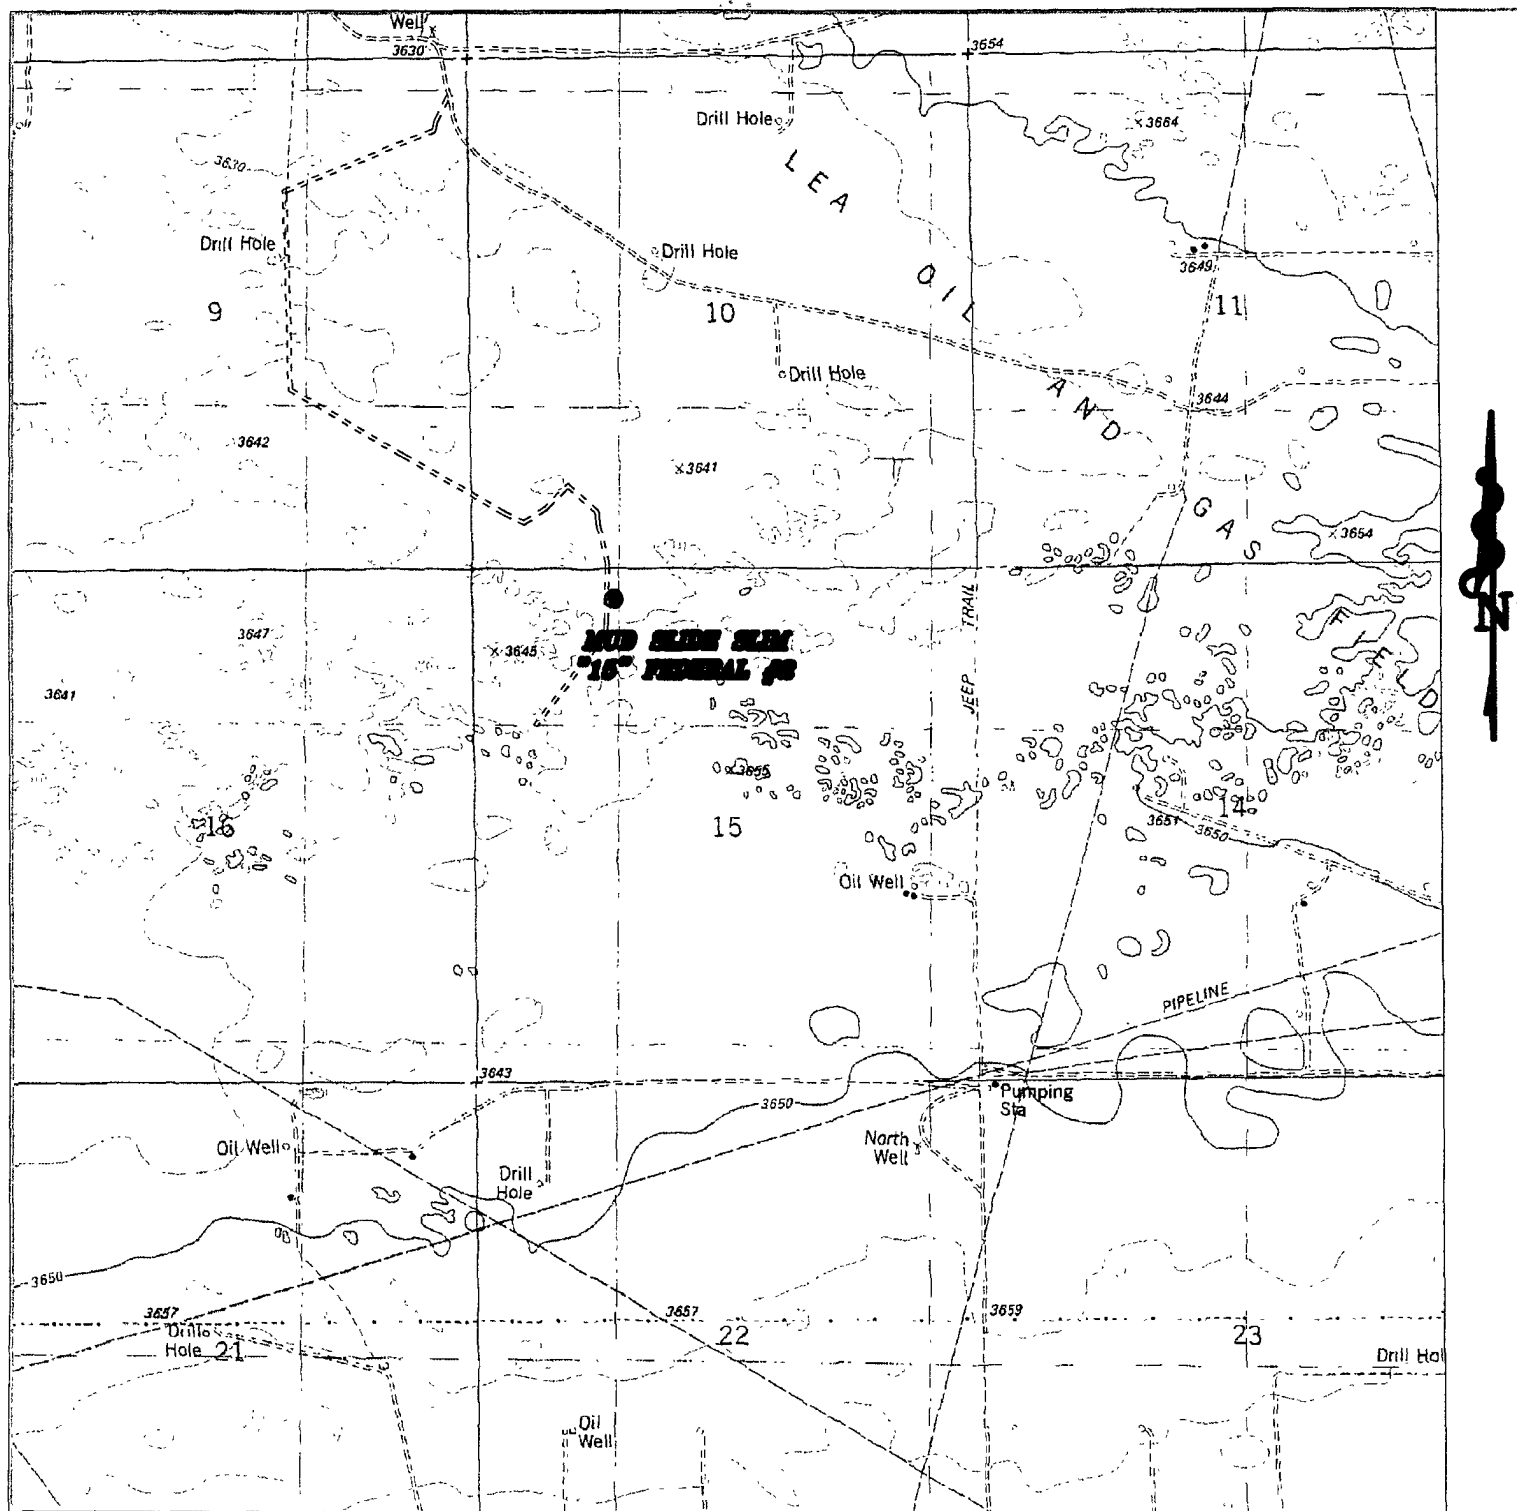 Well
3630
3654
Drill Hole
3664
3630
LEA OIL AND GAS FIELD
Drill Hole
Drill Hole
3649
9
10
11
Drill Hole
3644
3642
3641
3654
N
JEEP TRAIL
3647
3645
MUD SLIDE SLIM
"15" FEDERAL #2
3641
3655
16
15
14
3651
3650
Oil Well
PIPELINE
3643
3650
Pumping
Sta
Oil Well
North
Well
Drill
Hole
3650
3657
3657
3659
Drill
Hole
21
22
23
Drill Hol
Oil
Well